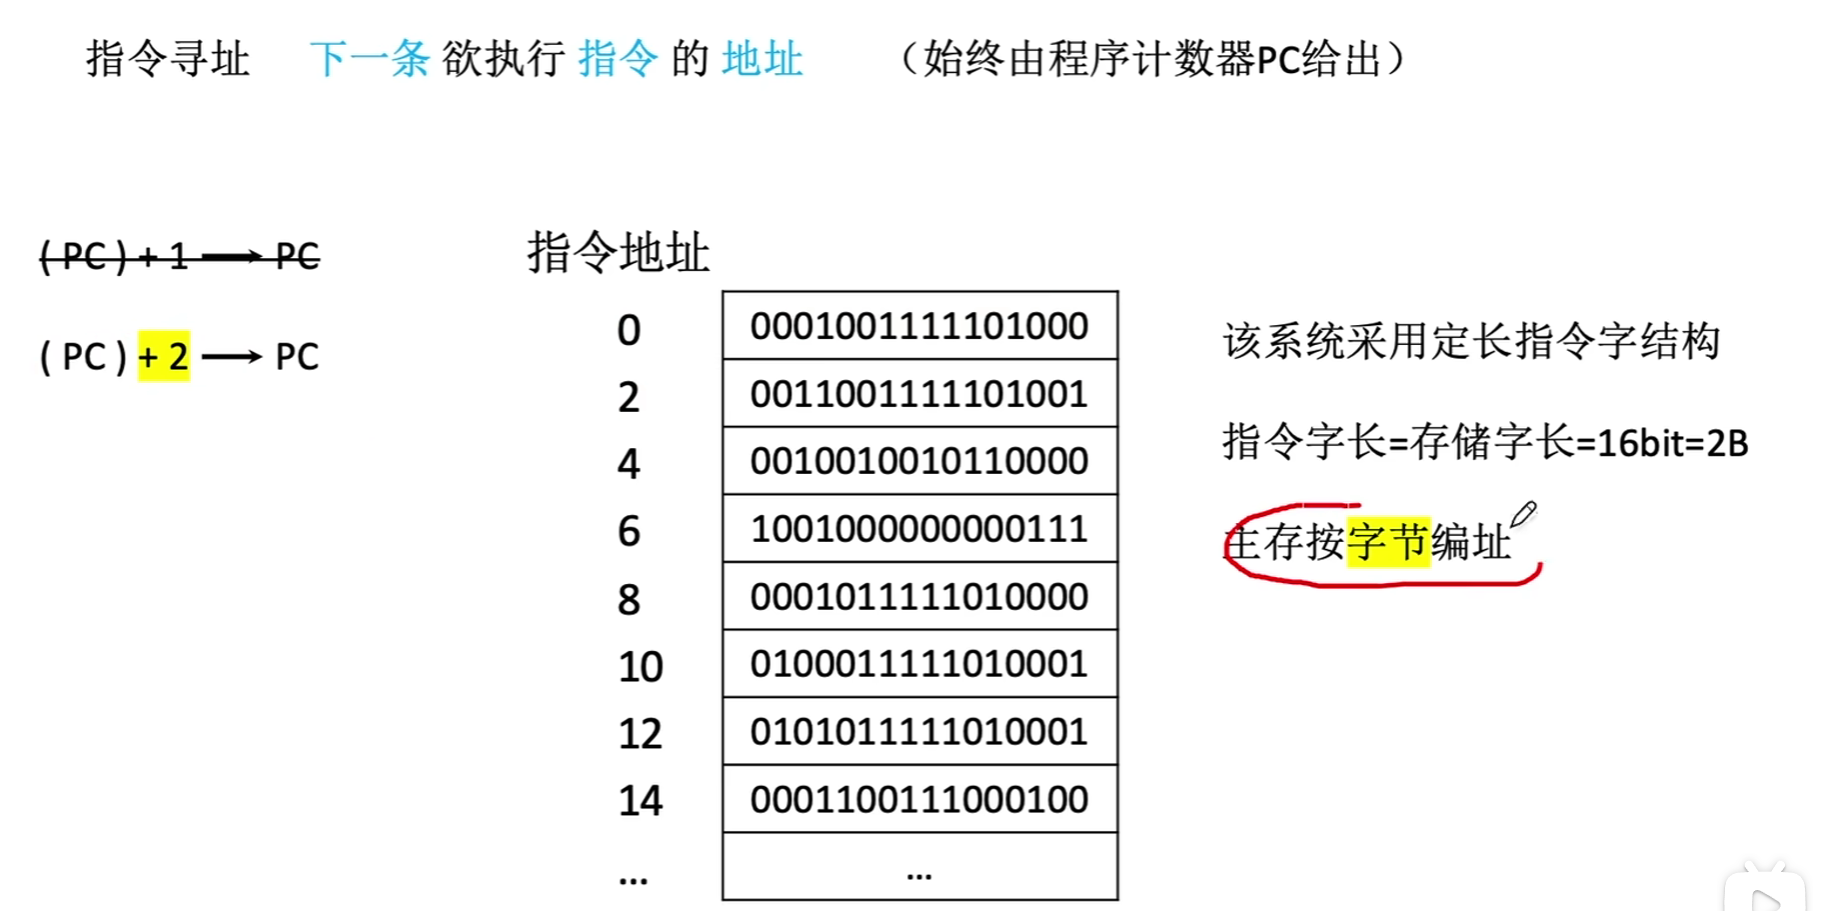 指令寻址 下一条 欲执行 指令 的 地址 （始终由程序计数器PC给出）
( PC ) + 1 ⟶ PC
( PC ) + 2 ⟶ PC
指令地址
0 0001001111101000
2 0011001111101001
4 0010010010110000
6 1001000000000111
8 0001011111010000
10 0100011111010001
12 0101011111010001
14 0001100111000100
... ...
该系统采用定长指令字结构
指令字长=存储字长=16bit=2B
主存按字节编址